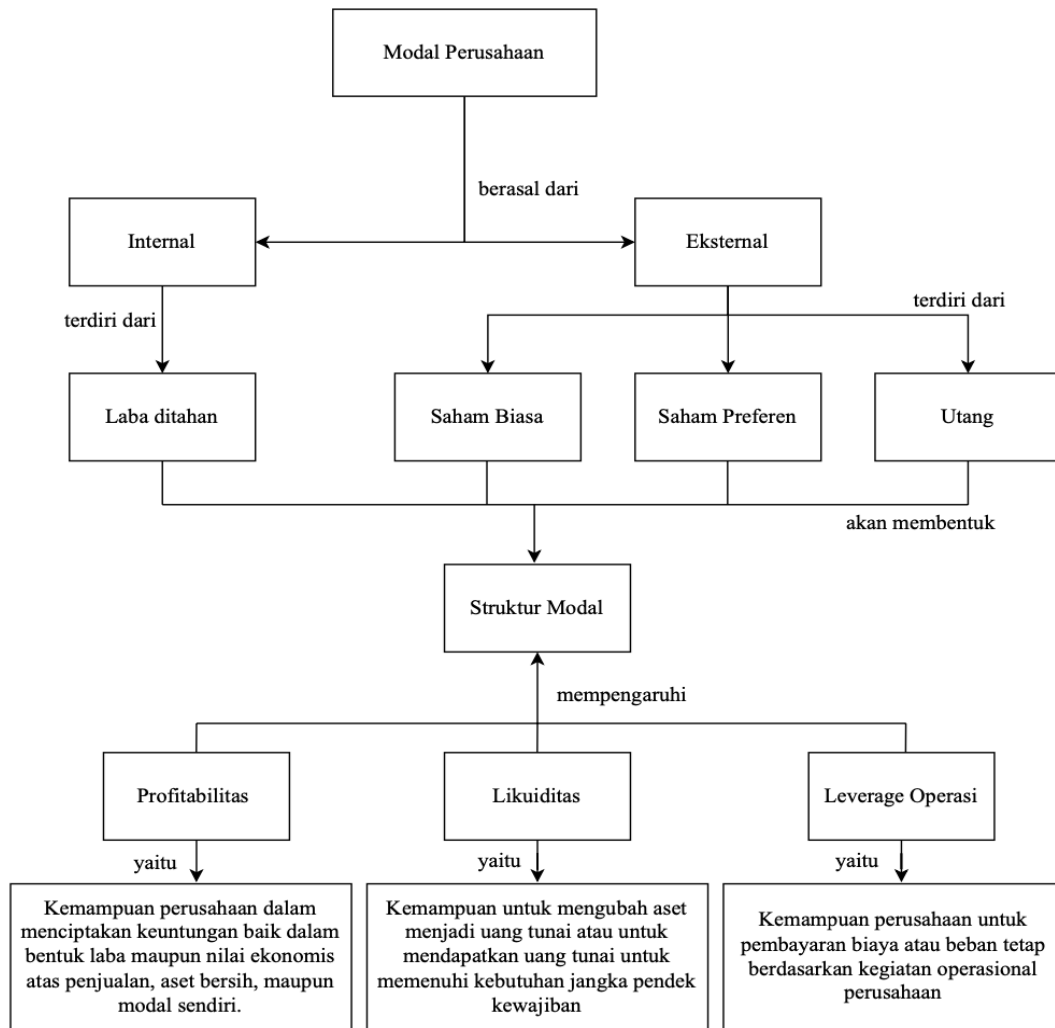 Modal Perusahaan
berasal dari
Internal
Eksternal
terdiri dari
terdiri dari
Laba ditahan
Saham Biasa
Saham Preferen
Utang
akan membentuk
Struktur Modal
mempengaruhi
Profitabilitas
Likuiditas
Leverage Operasi
yaitu
yaitu
yaitu
Kemampuan perusahaan dalam
menciptakan keuntungan baik dalam
bentuk laba maupun nilai ekonomis
atas penjualan, aset bersih, maupun
modal sendiri.
Kemampuan untuk mengubah aset
menjadi uang tunai atau untuk
mendapatkan uang tunai untuk
memenuhi kebutuhan jangka pendek
kewajiban
Kemampuan perusahaan untuk
pembayaran biaya atau beban tetap
berdasarkan kegiatan operasional
perusahaan